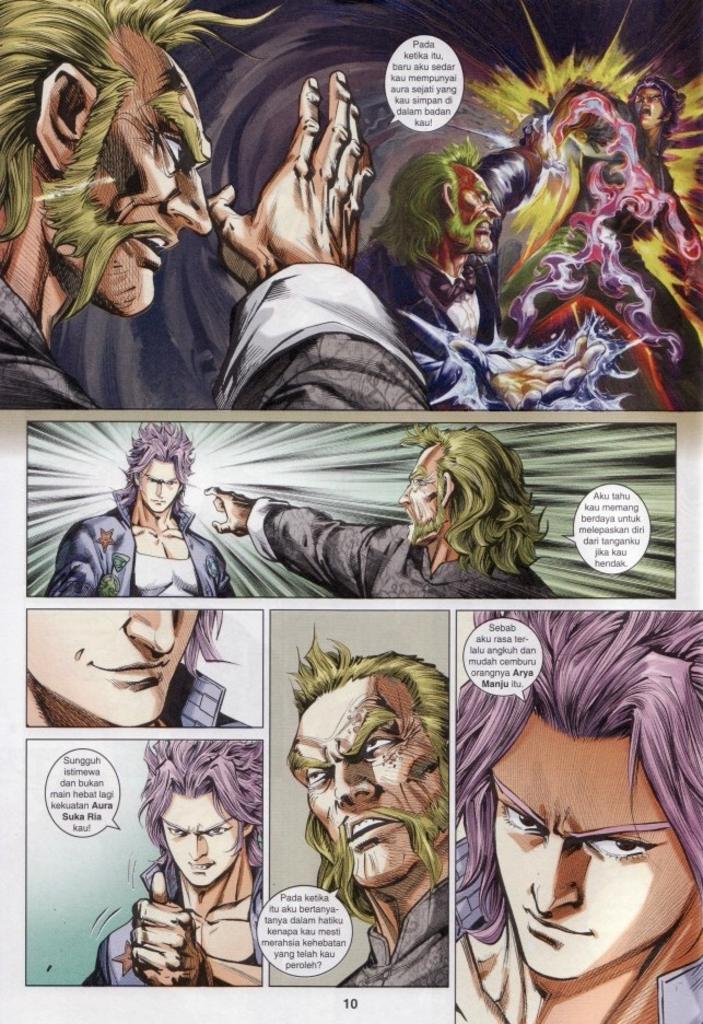 Pada
ketika itu,
baru aku sedar
kau mempunyai
aura sejati yang
kau simpan di
dalam badan
kau!
Aku tahu
kau memang
berdaya untuk
melepaskan diri
dari tanganku
jika kau
hendak.
Sungguh
istimewa
dan bukan
main hebat lagi
kekuatan Aura
Suka Ria
kau!
Pada ketika
itu aku bertanya-
tanya dalam hatiku
kenapa kau mesti
merahsia kehebatan
yang telah kau
peroleh?
Sebab
aku rasa ter-
lalu angkuh dan
mudah cemburu
orangnya Arya
Manju itu.
10